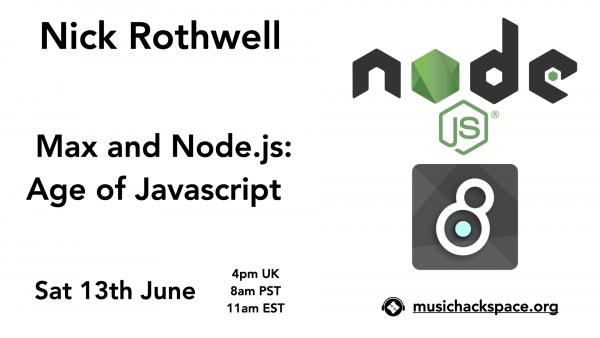 Nick Rothwell
node
JS®
Max and Node.js:
Age of Javascript
8
Sat 13th June
4pm UK
8am PST
11am EST
musichackspace.org